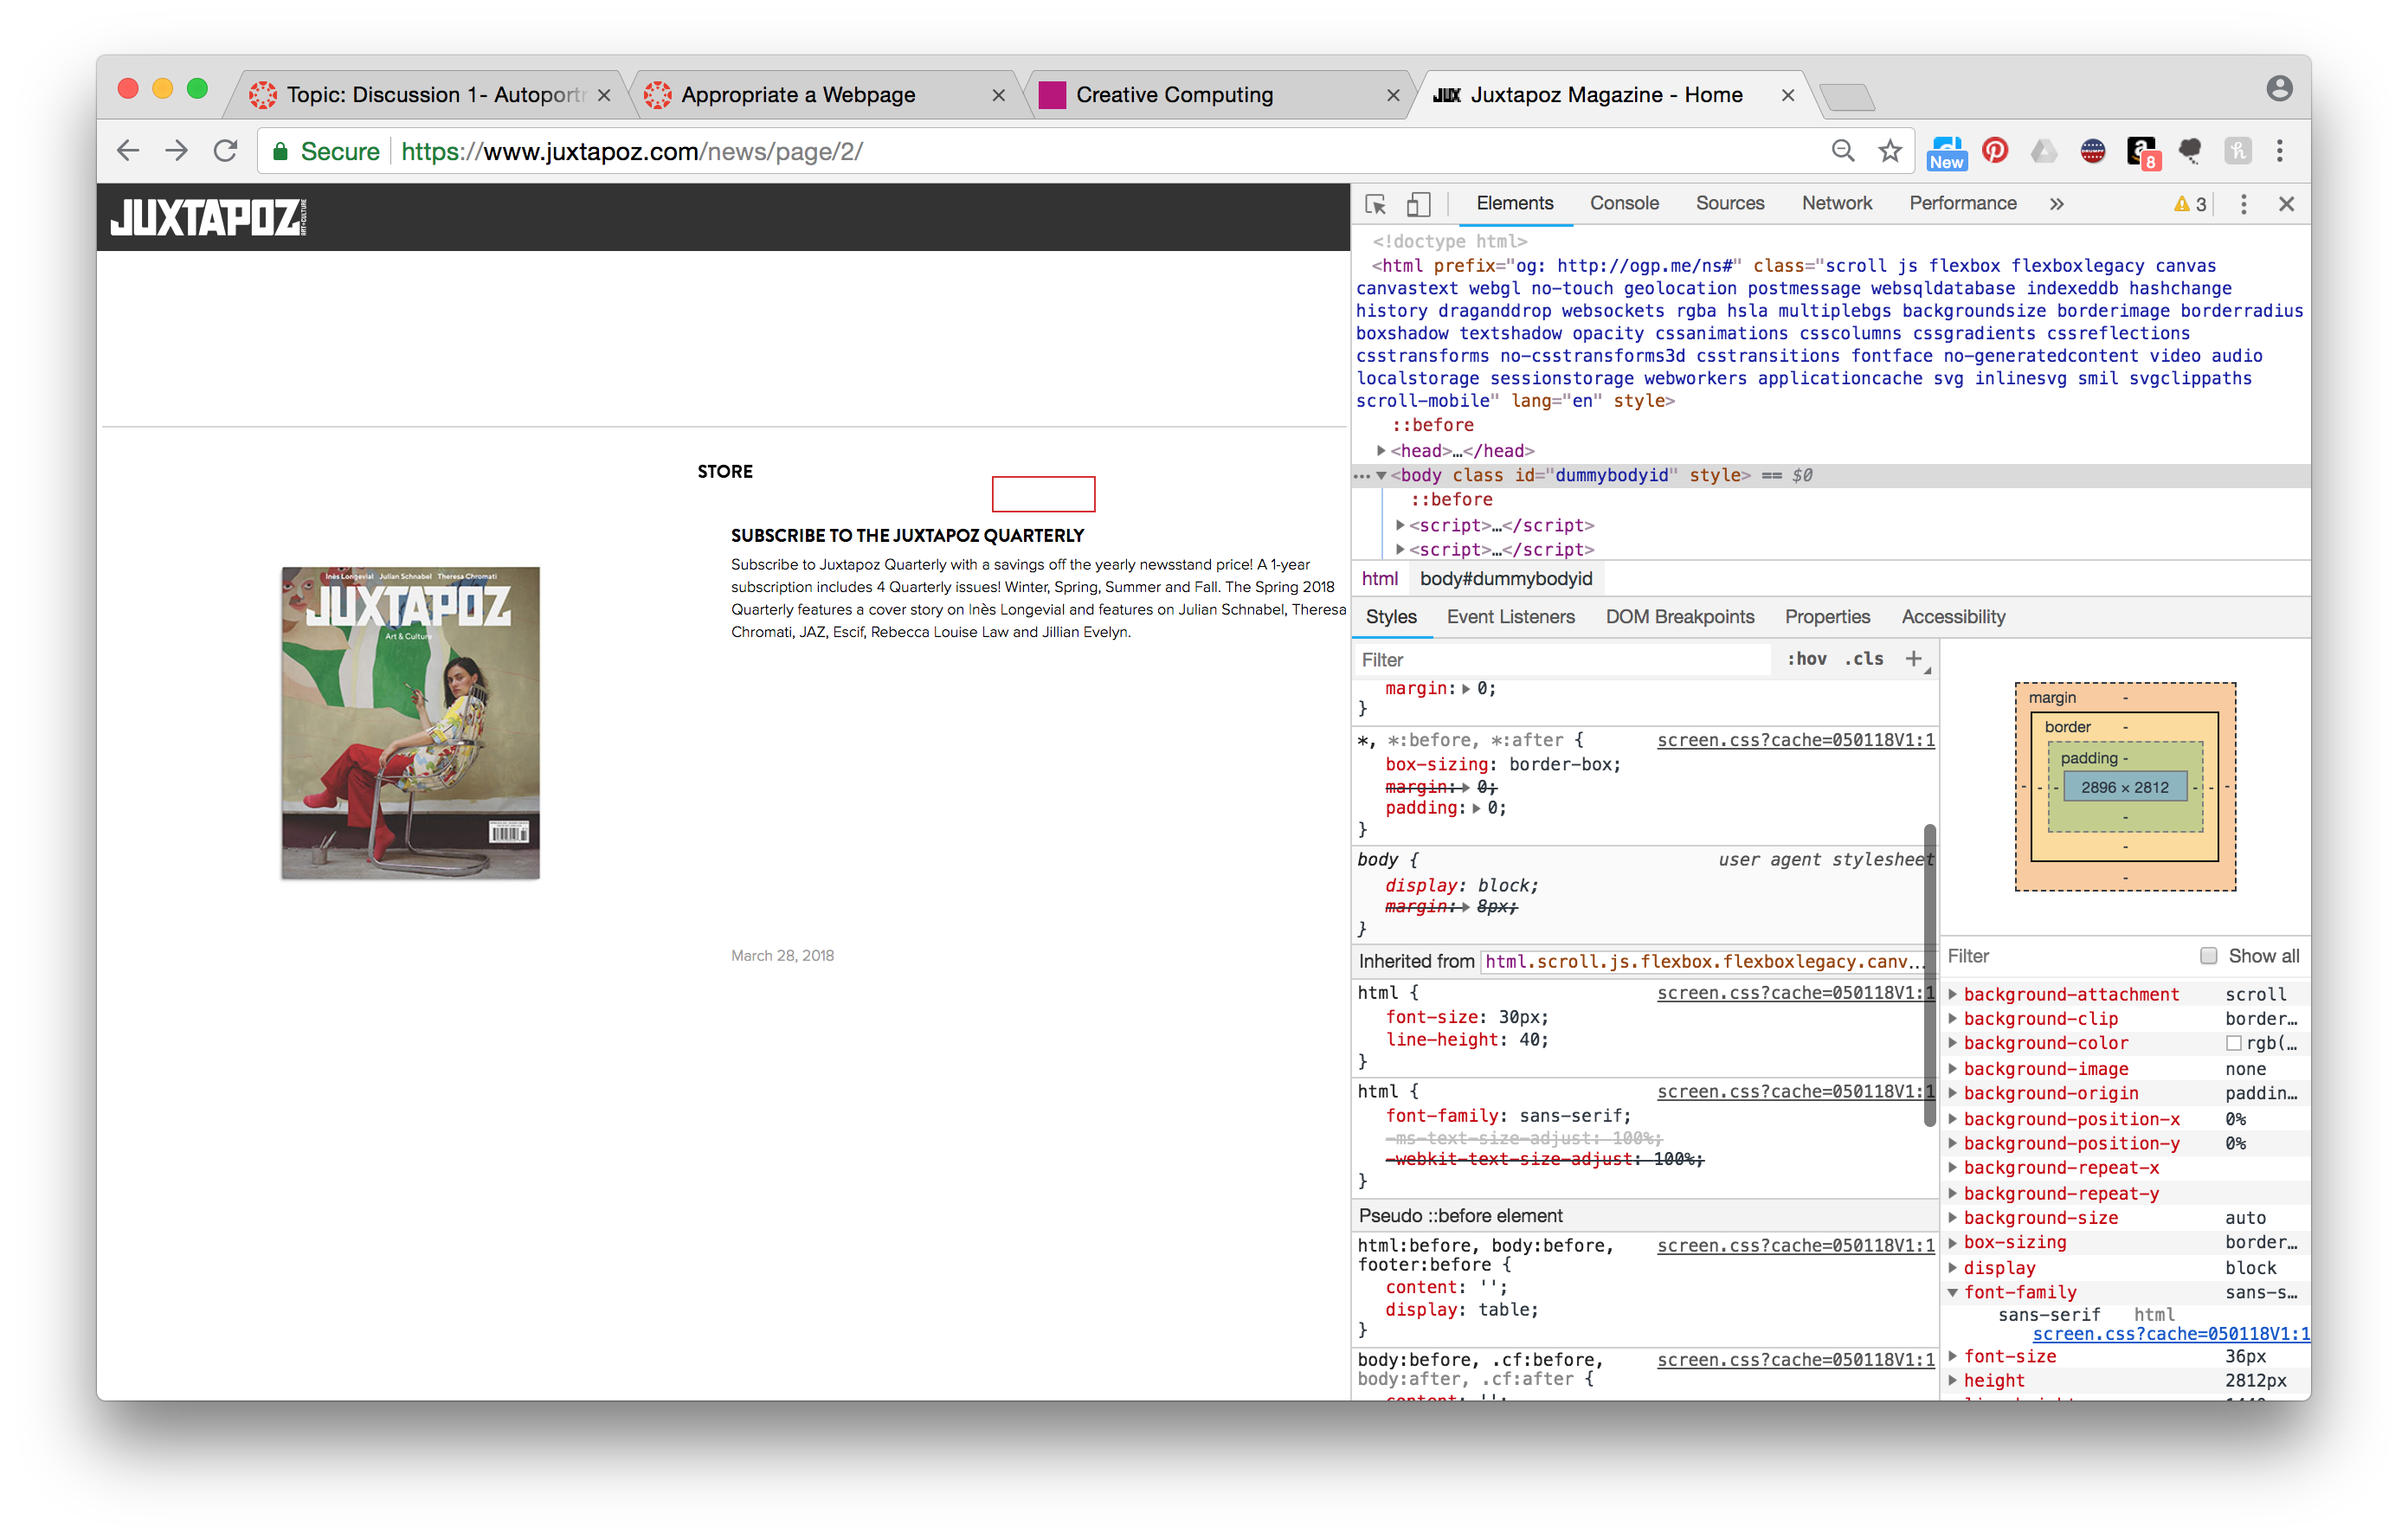 Topic: Discussion 1- Autoportr
Appropriate a Webpage
Creative Computing
JUX Juxtapoz Magazine - Home
Secure https://www.juxtapoz.com/news/page/2/
New
8
JUXTAPOZ ART+CULTURE
STORE
SUBSCRIBE TO THE JUXTAPOZ QUARTERLY
Subscribe to Juxtapoz Quarterly with a savings off the yearly newsstand price! A 1-year
subscription includes 4 Quarterly issues! Winter, Spring, Summer and Fall. The Spring 2018
Quarterly features a cover story on Inès Longevial and features on Julian Schnabel, Theresa
Chromati, JAZ, Escif, Rebecca Louise Law and Jillian Evelyn.
Inès Longevial Julian Schnabel Theresa Chromati
JUXTAPOZ
Art & Culture
March 28, 2018
Elements Console Sources Network Performance » 3
<!doctype html>
<html prefix="og: http://ogp.me/ns#" class="scroll js flexbox flexboxlegacy canvas
canvastext webgl no-touch geolocation postmessage websqldatabase indexeddb hashchange
history draganddrop websockets rgba hsla multiplebgs backgroundsize borderimage borderradius
boxshadow textshadow opacity cssanimations csscolumns cssgradients cssreflections
csstransforms no-csstransforms3d csstransitions fontface no-generatedcontent video audio
localstorage sessionstorage webworkers applicationcache svg inlinesvg smil svgclippaths
scroll-mobile" lang="en" style>
::before
<head>…</head>
<body class id="dummybodyid" style> == $0
::before
<script>…</script>
<script>…</script>
html body#dummybodyid
Styles Event Listeners DOM Breakpoints Properties Accessibility
Filter :hov .cls +
margin: 0;
}
*, *:before, *:after { screen.css?cache=050118V1:1
box-sizing: border-box;
margin: 0;
padding: 0;
}
body { user agent stylesheet
display: block;
margin: 8px;
}
Inherited from html.scroll.js.flexbox.flexboxlegacy.canv…
html { screen.css?cache=050118V1:1
font-size: 30px;
line-height: 40;
}
html { screen.css?cache=050118V1:1
font-family: sans-serif;
-ms-text-size-adjust: 100%;
-webkit-text-size-adjust: 100%;
}
Pseudo ::before element
html:before, body:before, screen.css?cache=050118V1:1
footer:before {
content: '';
display: table;
}
body:before, .cf:before, screen.css?cache=050118V1:1
body:after, .cf:after {
content: '';
margin -
border -
padding -
- - - 2896 × 2812 - - -
-
-
-
Filter Show all
background-attachment scroll
background-clip border…
background-color rgb(…
background-image none
background-origin paddin…
background-position-x 0%
background-position-y 0%
background-repeat-x
background-repeat-y
background-size auto
box-sizing border…
display block
font-family sans-s…
sans-serif html
screen.css?cache=050118V1:1
font-size 36px
height 2812px